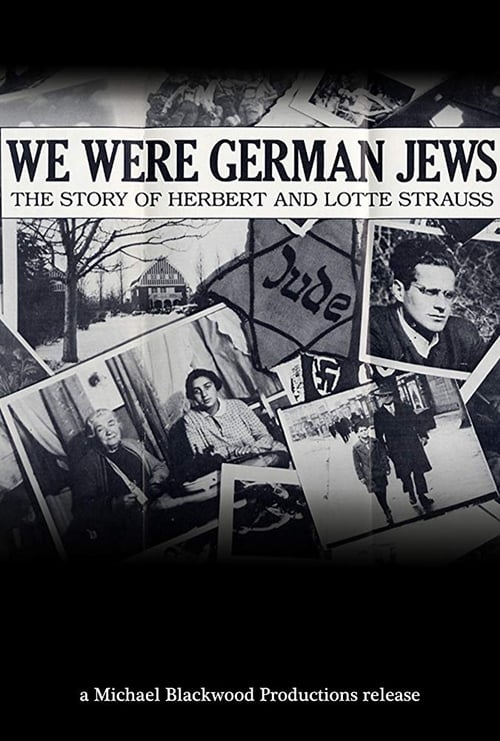 WE WERE GERMAN JEWS
THE STORY OF HERBERT AND LOTTE STRAUSS
Jude
a Michael Blackwood Productions release